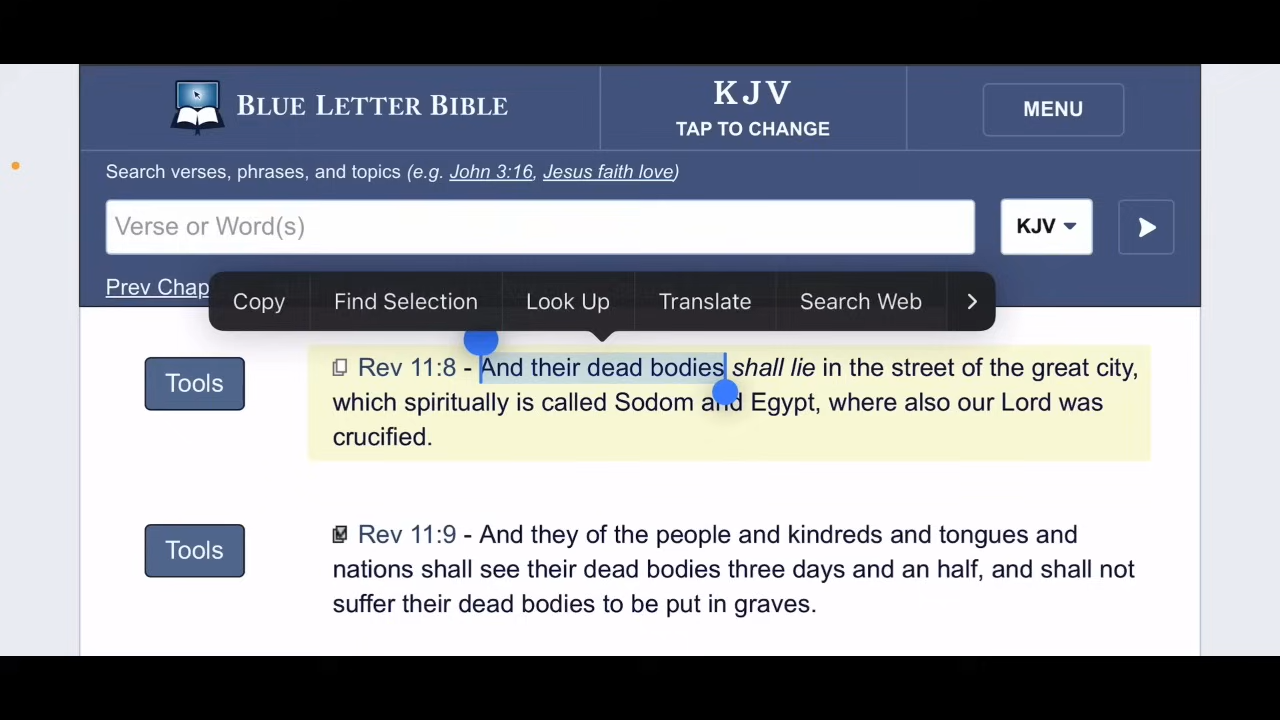 BLUE LETTER BIBLE
KJV
TAP TO CHANGE
MENU
Search verses, phrases, and topics (e.g. John 3:16, Jesus faith love)
Verse or Word(s)
KJV
Prev Chap
Copy
Find Selection
Look Up
Translate
Search Web
Tools
Rev 11:8 - And their dead bodies shall lie in the street of the great city,
which spiritually is called Sodom and Egypt, where also our Lord was
crucified.
Tools
Rev 11:9 - And they of the people and kindreds and tongues and
nations shall see their dead bodies three days and an half, and shall not
suffer their dead bodies to be put in graves.